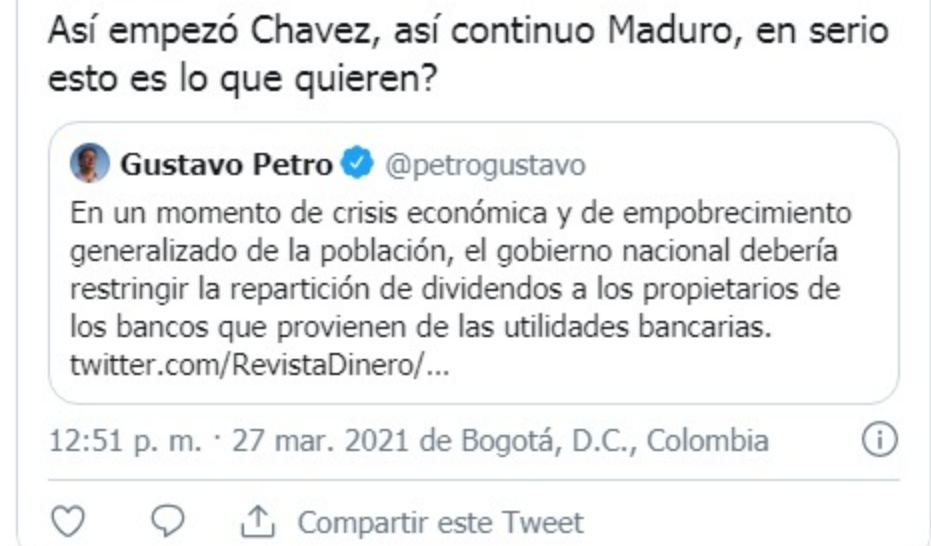 Así empezó Chavez, así continuo Maduro, en serio
esto es lo que quieren?
Gustavo Petro @petrogustavo
En un momento de crisis económica y de empobrecimiento
generalizado de la población, el gobierno nacional debería
restringir la repartición de dividendos a los propietarios de
los bancos que provienen de las utilidades bancarias.
twitter.com/RevistaDinero/...
12:51 p. m. · 27 mar. 2021 de Bogotá, D.C., Colombia
Compartir este Tweet